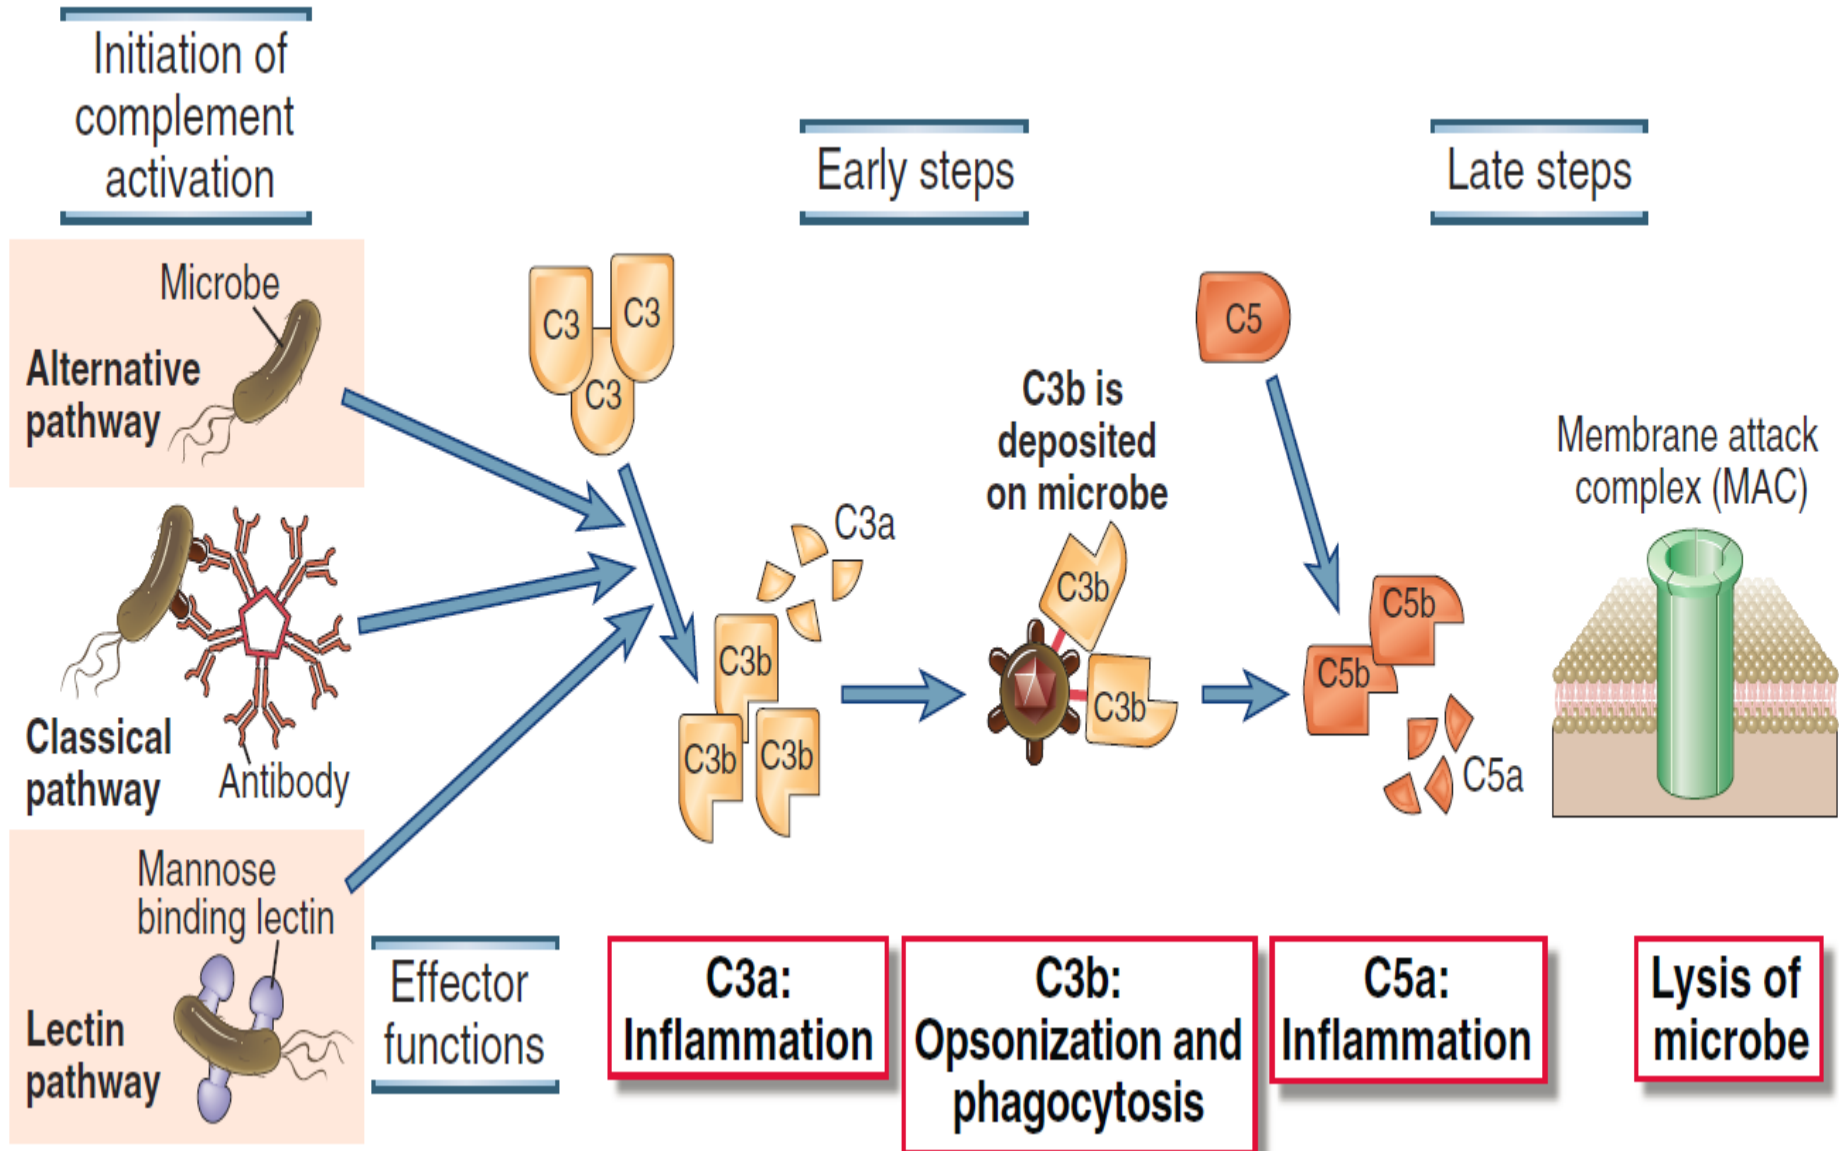 Initiation of
complement
activation
Early steps
Late steps
Microbe
Alternative
pathway
C3
C3
C3
C5
C3b is
deposited
on microbe
Membrane attack
complex (MAC)
C3a
C3b
C3b
C3b
C3b
C3b
C5b
C5b
C5a
Classical
pathway
Antibody
Mannose
binding lectin
Lectin
pathway
Effector
functions
C3a:
Inflammation
C3b:
Opsonization and
phagocytosis
C5a:
Inflammation
Lysis of
microbe